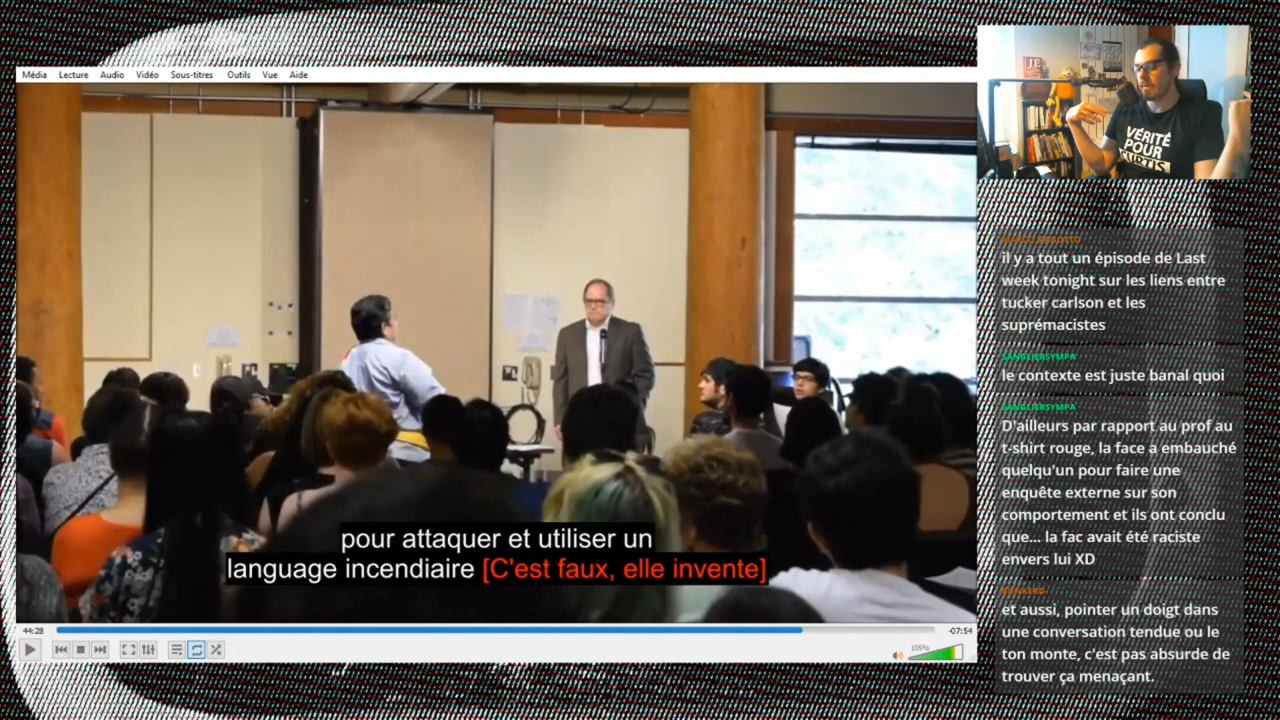 Média Lecture Audio Vidéo Sous-titres Outils Vue Aide
JE
VÉRITÉ
POUR
CURTIS
il y a tout un épisode de Last
week tonight sur les liens entre
tucker carlson et les
suprémacistes
SANGLIERSYMPA
le contexte est juste banal quoi
SANGLIERSYMPA
D'ailleurs par rapport au prof au
t-shirt rouge, la face a embauché
quelqu'un pour faire une
enquête externe sur son
comportement et ils ont conclu
que... la fac avait été raciste
envers lui XD
et aussi, pointer un doigt dans
une conversation tendue ou le
ton monte, c'est pas absurde de
trouver ça menaçant.
pour attaquer et utiliser un
language incendiaire [C'est faux, elle invente]
44:28
-07:54
105%